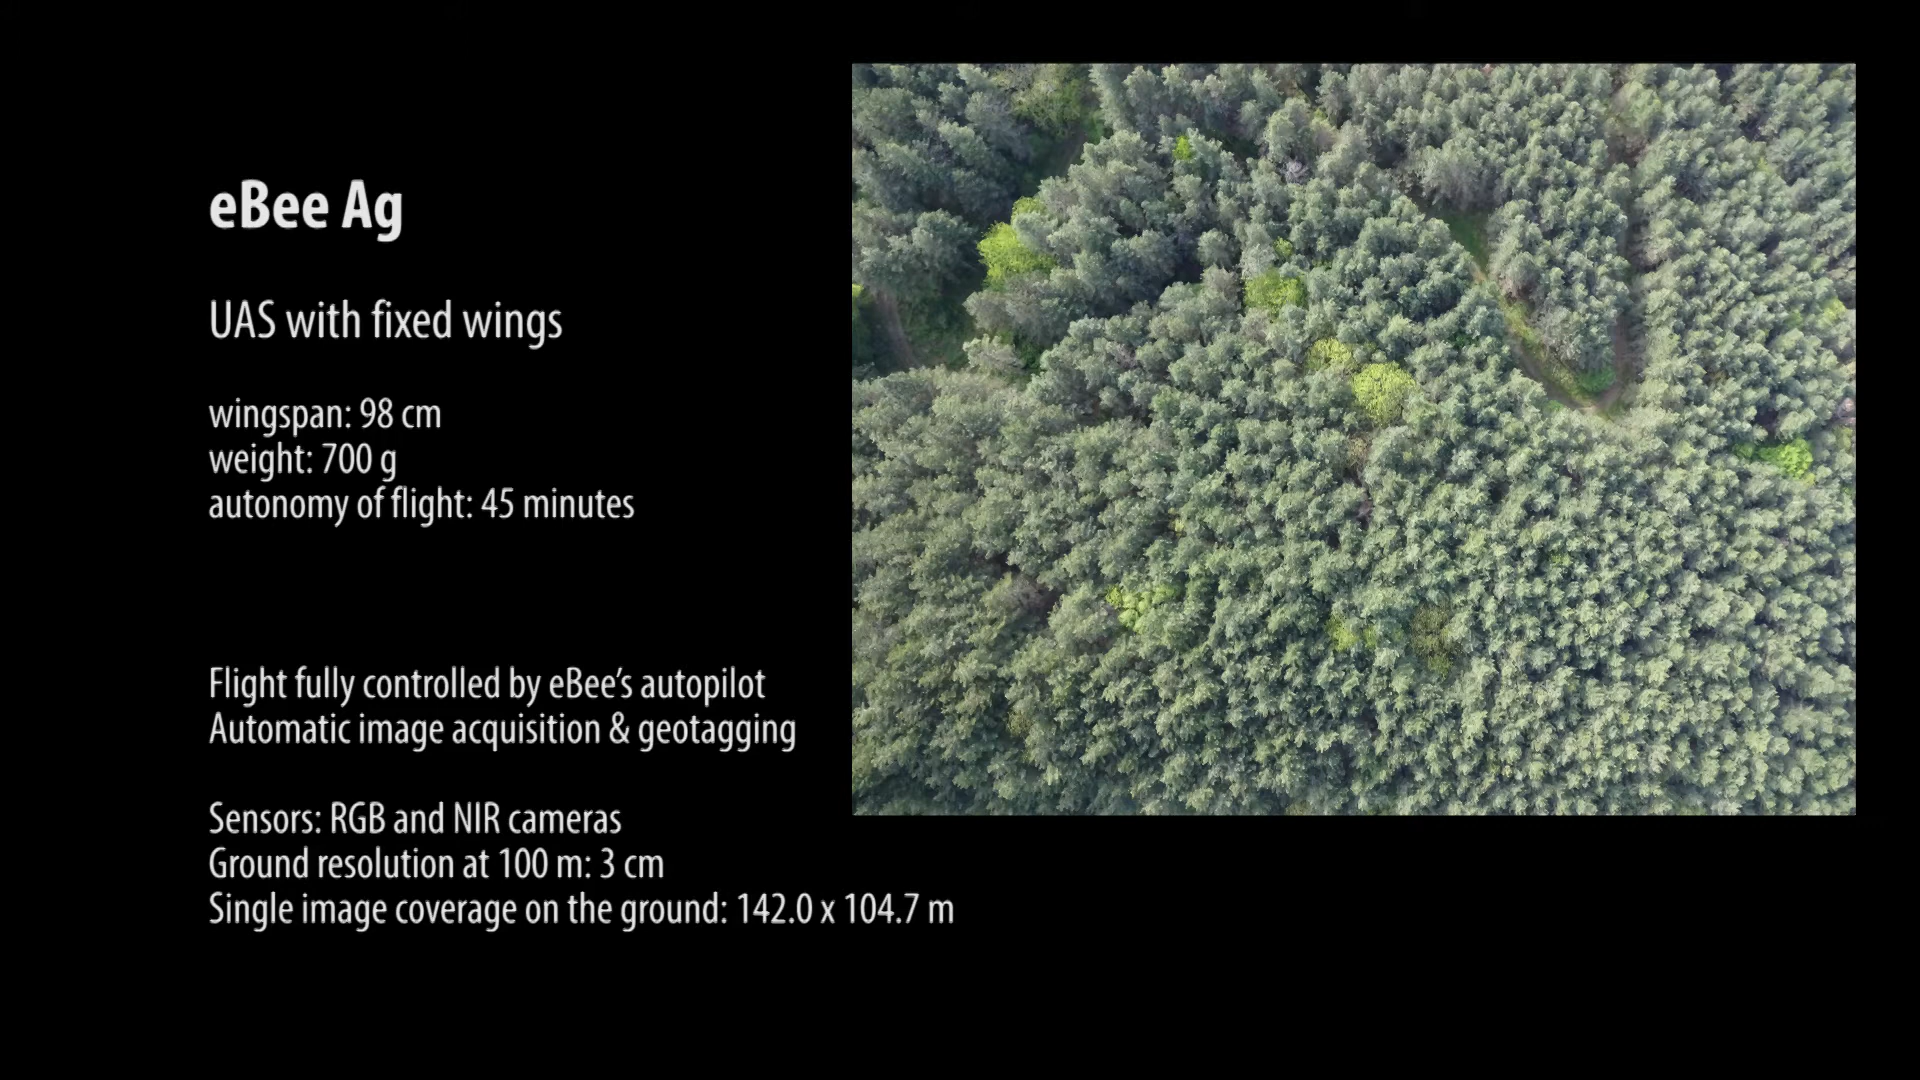 eBee Ag
UAS with fixed wings
wingspan: 98 cm
weight: 700 g
autonomy of flight: 45 minutes
Flight fully controlled by eBee’s autopilot
Automatic image acquisition & geotagging
Sensors: RGB and NIR cameras
Ground resolution at 100 m: 3 cm
Single image coverage on the ground: 142.0 x 104.7 m